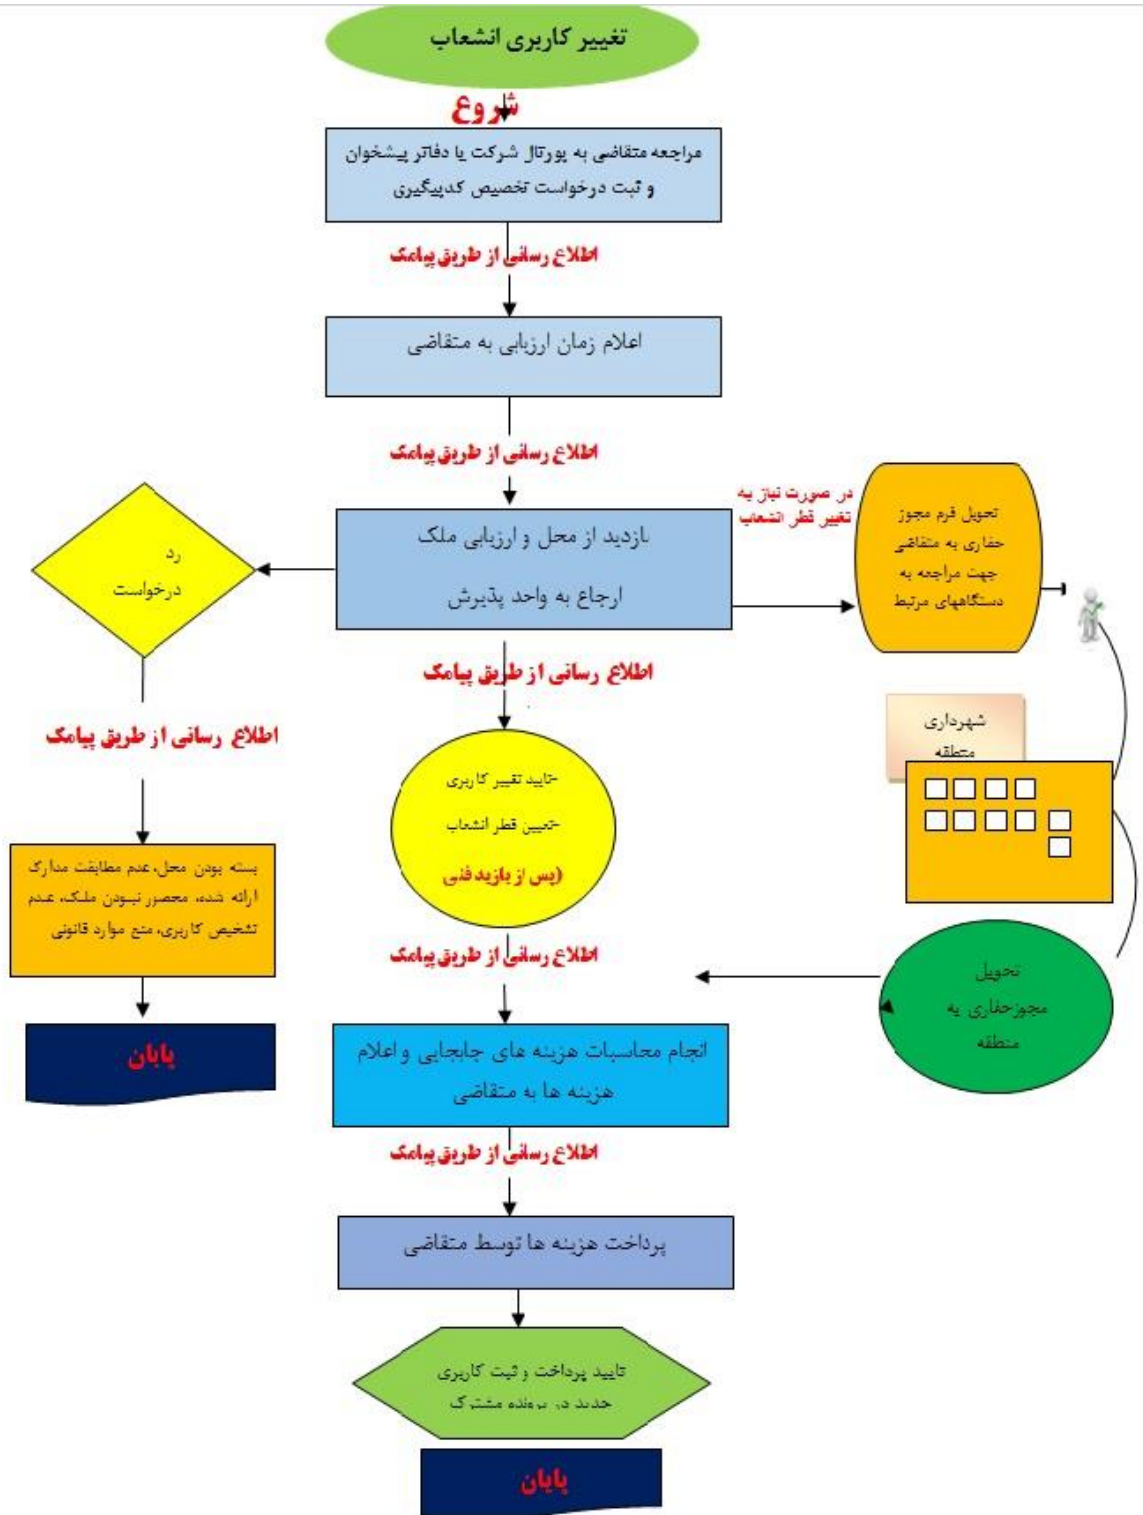 تغییر کاربری انشعاب
شروع
مراجعه متقاضی به پورتال شرکت یا دفاتر پیشخوان
و ثبت درخواست تخصیص کدپیگیری
اطلاع رسانی از طریق پیامک
اعلام زمان ارزیابی به متقاضی
اطلاع رسانی از طریق پیامک
بازدید از محل و ارزیابی ملک
ارجاع به واحد پذیرش
در صورت نیاز به
تغییر قطر انشعاب
تحویل فرم مجوز
حفاری به متقاضی
جهت مراجعه به
دستگاههای مرتبط
شهرداری
منطقه
تحویل
مجوزحفاری به
منطقه
رد
درخواست
اطلاع رسانی از طریق پیامک
بسته بودن محل، عدم مطابقت مدارک
ارائه شده، محصور نبودن ملک، عدم
تشخیص کاربری، منع موارد قانونی
پایان
اطلاع رسانی از طریق پیامک
-تایید تغییر کاربری
-تعیین قطر انشعاب
(پس از بازید فنی
اطلاع رسانی از طریق پیامک
انجام محاسبات هزینه های جابجایی و اعلام
هزینه ها به متقاضی
اطلاع رسانی از طریق پیامک
پرداخت هزینه ها توسط متقاضی
تایید پرداخت و ثبت کاربری
جدید در پرونده مشترک
پایان